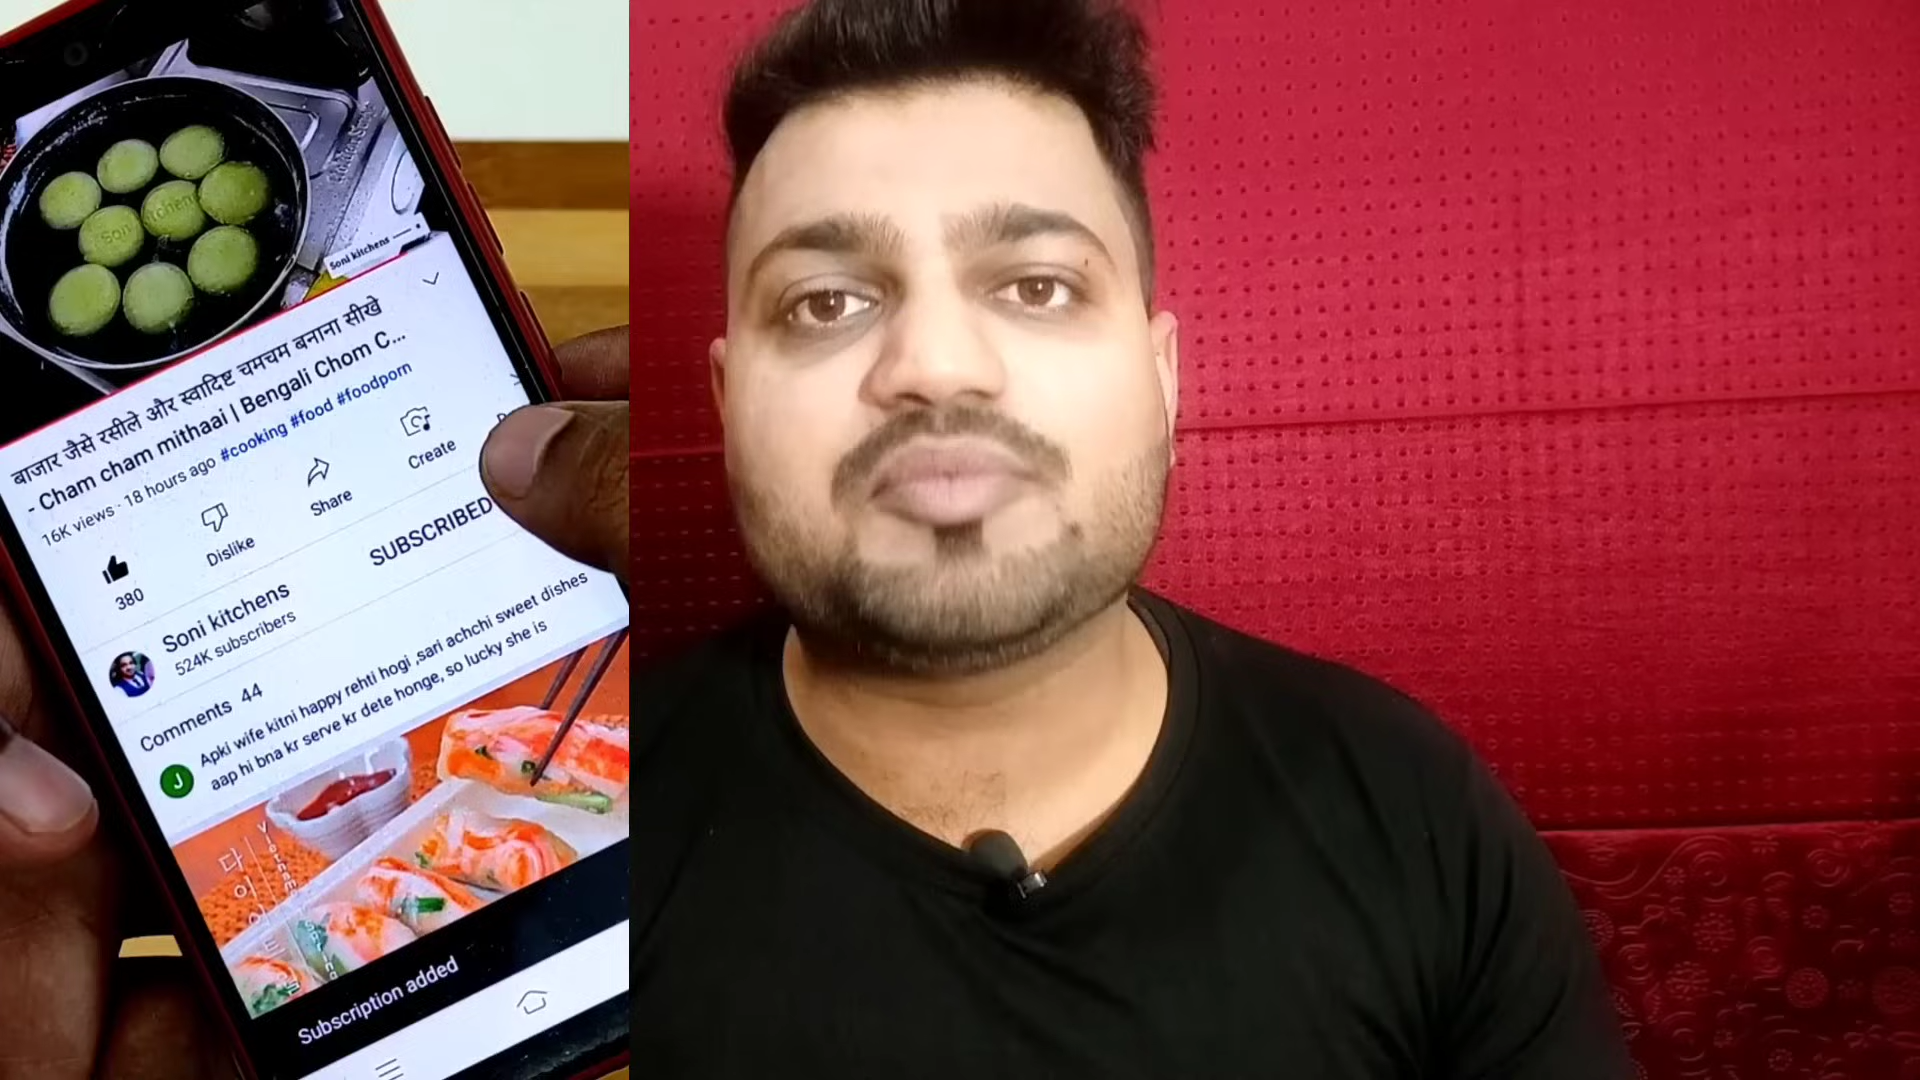 Soni
kitchen
Soni kitchens
बाजार जैसे रसीले और स्वादिष्ट चमचम बनाना सीखे
- Cham cham mithaai | Bengali Chom C...
16K views · 18 hours ago #cooking #food #foodporn
380
Dislike
Share
Create
Soni kitchens
524K subscribers
SUBSCRIBED
Comments 44
J
Apki wife kitni happy rehti hogi ,sari achchi sweet dishes
aap hi bna kr serve kr dete honge, so lucky she is
Subscription added